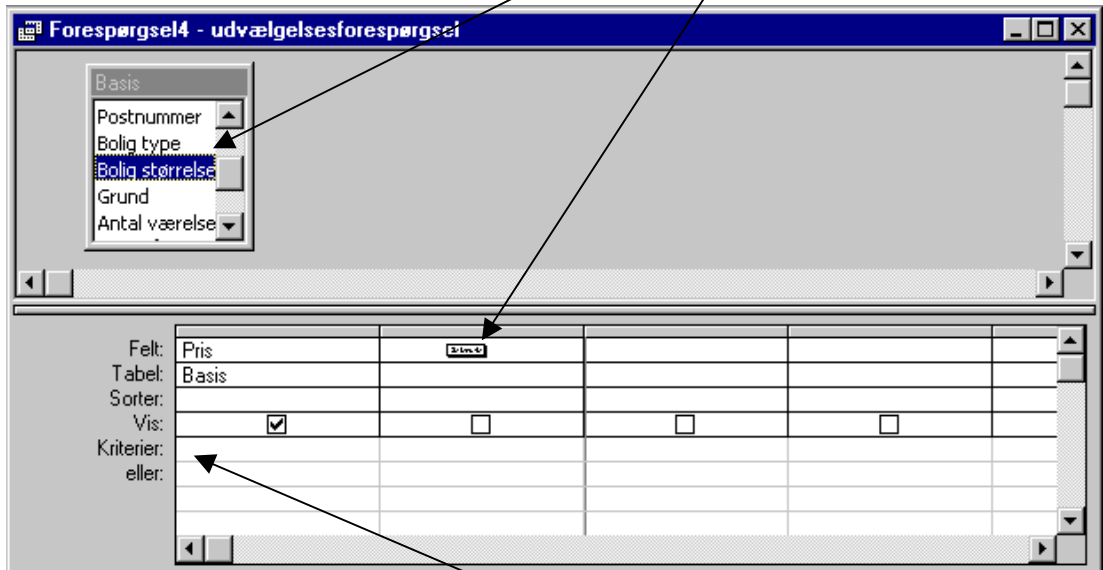 Forespørgsel4 - udvælgelsesforespørgsel
Basis
Postnummer
Bolig type
Bolig størrelse
Grund
Antal værelse
Felt: Pris
Tabel: Basis
Sorter:
Vis:
Kriterier:
eller: